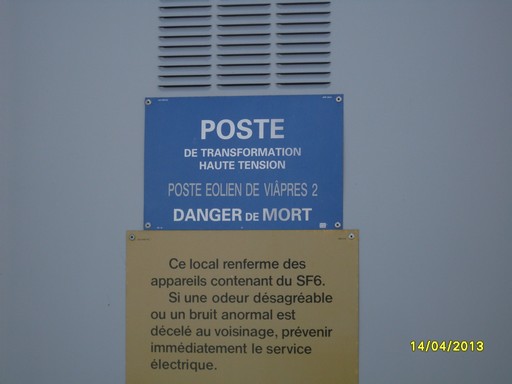 POSTE
DE TRANSFORMATION
HAUTE TENSION
POSTE EOLIEN DE VIÂPRES 2
DANGER DE MORT
Ce local renferme des
appareils contenant du SF6.
Si une odeur désagréable
ou un bruit anormal est
décelé au voisinage, prévenir
immédiatement le service
électrique.
14/04/2013